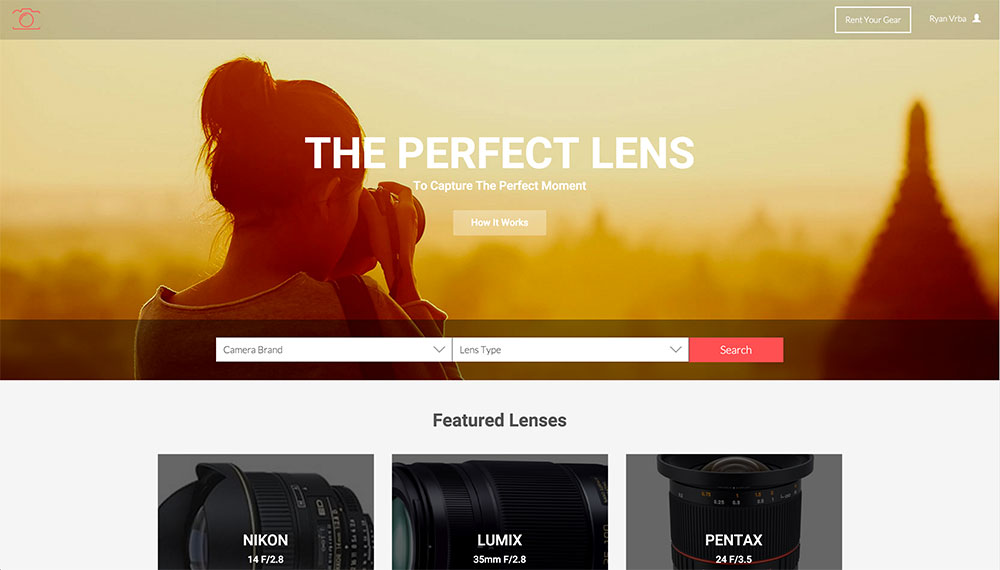 Rent Your Gear
Ryan Vrba
THE PERFECT LENS
To Capture The Perfect Moment
How It Works
Camera Brand
Lens Type
Search
Featured Lenses
NIKON
14 F/2.8
LUMIX
35mm F/2.8
PENTAX
24 F/3.5